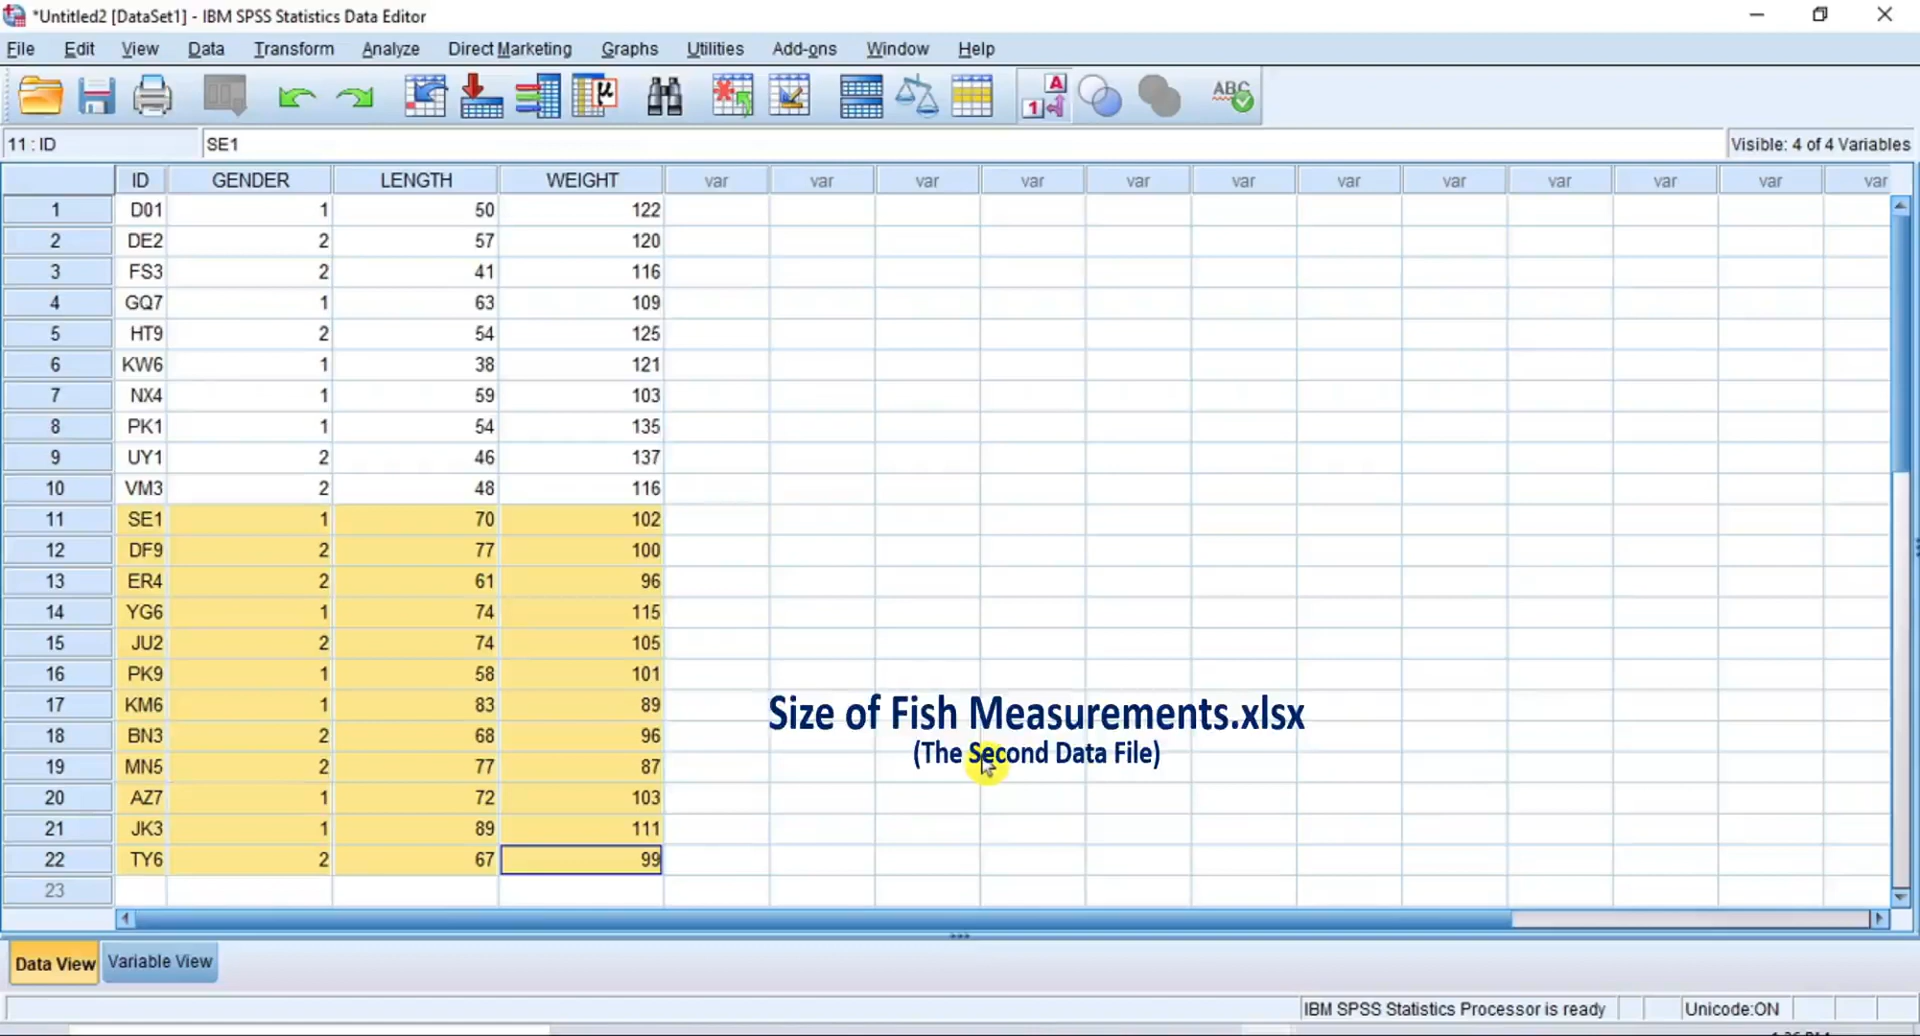 *Untitled2 [DataSet1] - IBM SPSS Statistics Data Editor
File Edit View Data Transform Analyze Direct Marketing Graphs Utilities Add-ons Window Help
11 : ID SE1 Visible: 4 of 4 Variables
ID GENDER LENGTH WEIGHT var var var var var var var var var var var var
1 D01 1 50 122
2 DE2 2 57 120
3 FS3 2 41 116
4 GQ7 1 63 109
5 HT9 2 54 125
6 KW6 1 38 121
7 NX4 1 59 103
8 PK1 1 54 135
9 UY1 2 46 137
10 VM3 2 48 116
11 SE1 1 70 102
12 DF9 2 77 100
13 ER4 2 61 96
14 YG6 1 74 115
15 JU2 2 74 105
16 PK9 1 58 101
17 KM6 1 83 89
18 BN3 2 68 96
19 MN5 2 77 87
20 AZ7 1 72 103
21 JK3 1 89 111
22 TY6 2 67 99
23
Size of Fish Measurements.xlsx
(The Second Data File)
Data View Variable View
IBM SPSS Statistics Processor is ready Unicode:ON